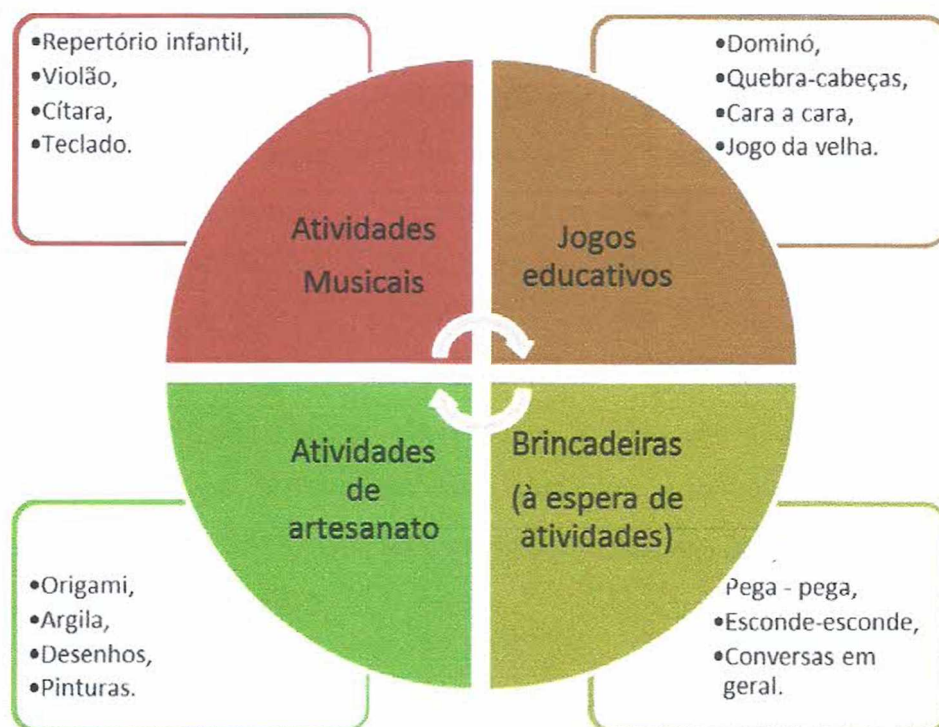 •Repertório infantil,
•Violão,
•Cítara,
•Teclado.
•Dominó,
•Quebra-cabeças,
•Cara a cara,
•Jogo da velha.
Atividades
Musicais
Jogos
educativos
Atividades
de
artesanato
Brincadeiras
(à espera de
atividades)
•Origami,
•Argila,
•Desenhos,
•Pinturas.
Pega - pega,
•Esconde-esconde,
•Conversas em
geral.